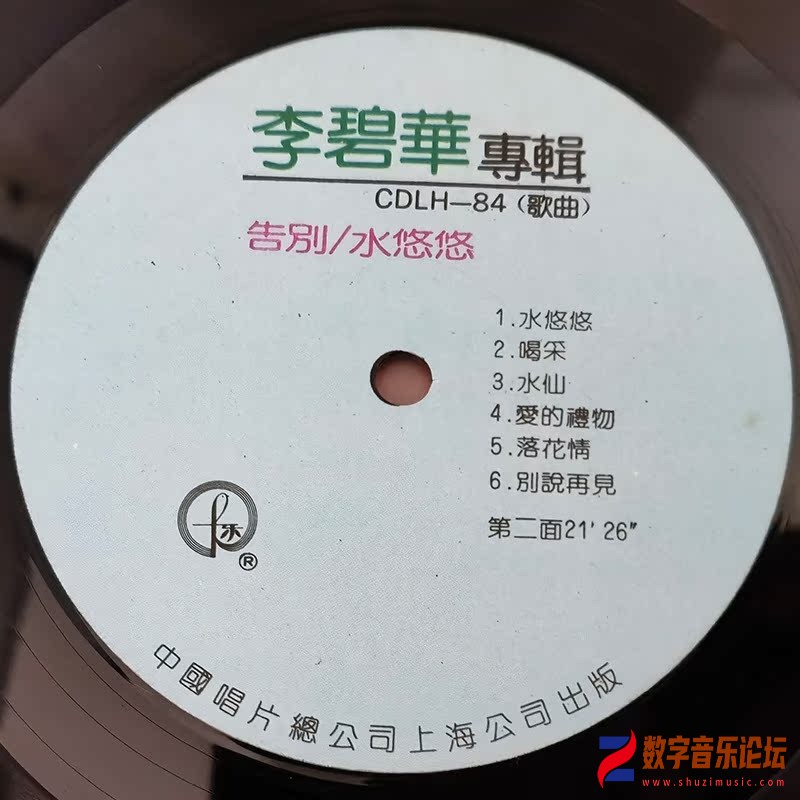 李碧華專輯
CDLH—84（歌曲）
告別/水悠悠
1.水悠悠
2.喝采
3.水仙
4.愛的禮物
5.落花情
6.別說再見
第二面21′26″
乐
®
中國唱片總公司上海公司出版
数字音乐论坛
www.shuzimusic.com